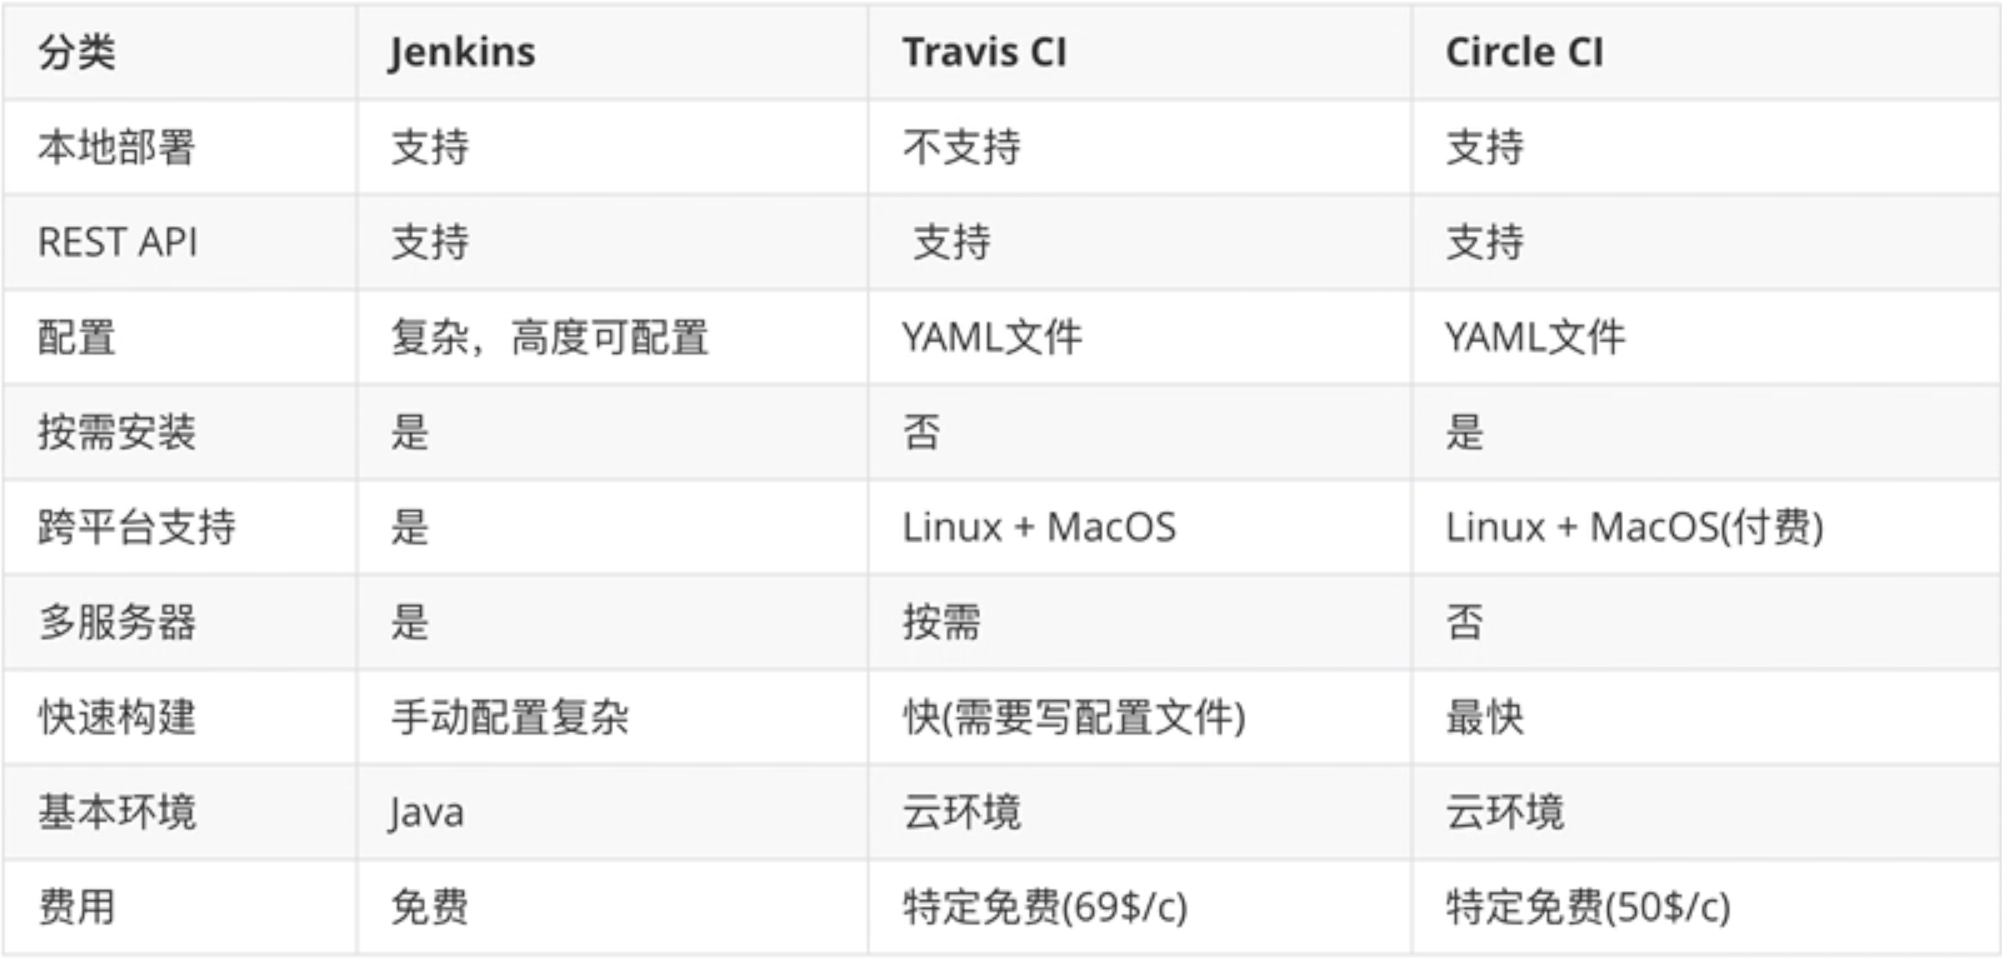 分类 Jenkins Travis CI Circle CI
本地部署 支持 不支持 支持
REST API 支持 支持 支持
配置 复杂，高度可配置 YAML文件 YAML文件
按需安装 是 否 是
跨平台支持 是 Linux + MacOS Linux + MacOS(付费)
多服务器 是 按需 否
快速构建 手动配置复杂 快(需要写配置文件) 最快
基本环境 Java 云环境 云环境
费用 免费 特定免费(69$/c) 特定免费(50$/c)